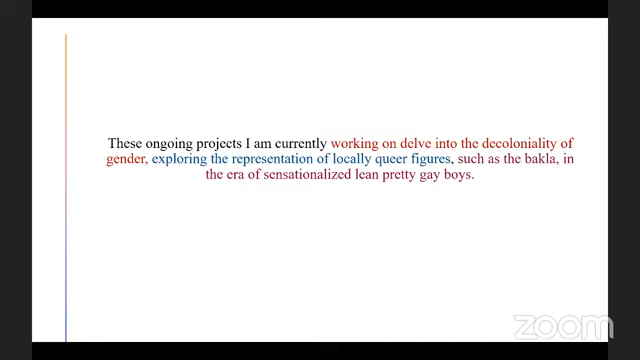 These ongoing projects I am currently working on delve into the decoloniality of
gender, exploring the representation of locally queer figures, such as the bakla, in
the era of sensationalized lean pretty gay boys.
zoom